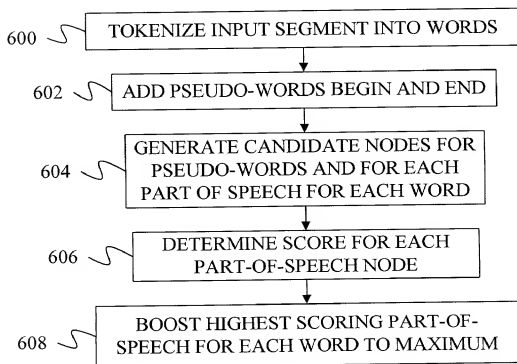 600
TOKENIZE INPUT SEGMENT INTO WORDS
602
ADD PSEUDO-WORDS BEGIN AND END
604
GENERATE CANDIDATE NODES FOR
PSEUDO-WORDS AND FOR EACH
PART OF SPEECH FOR EACH WORD
606
DETERMINE SCORE FOR EACH
PART-OF-SPEECH NODE
608
BOOST HIGHEST SCORING PART-OF-
SPEECH FOR EACH WORD TO MAXIMUM